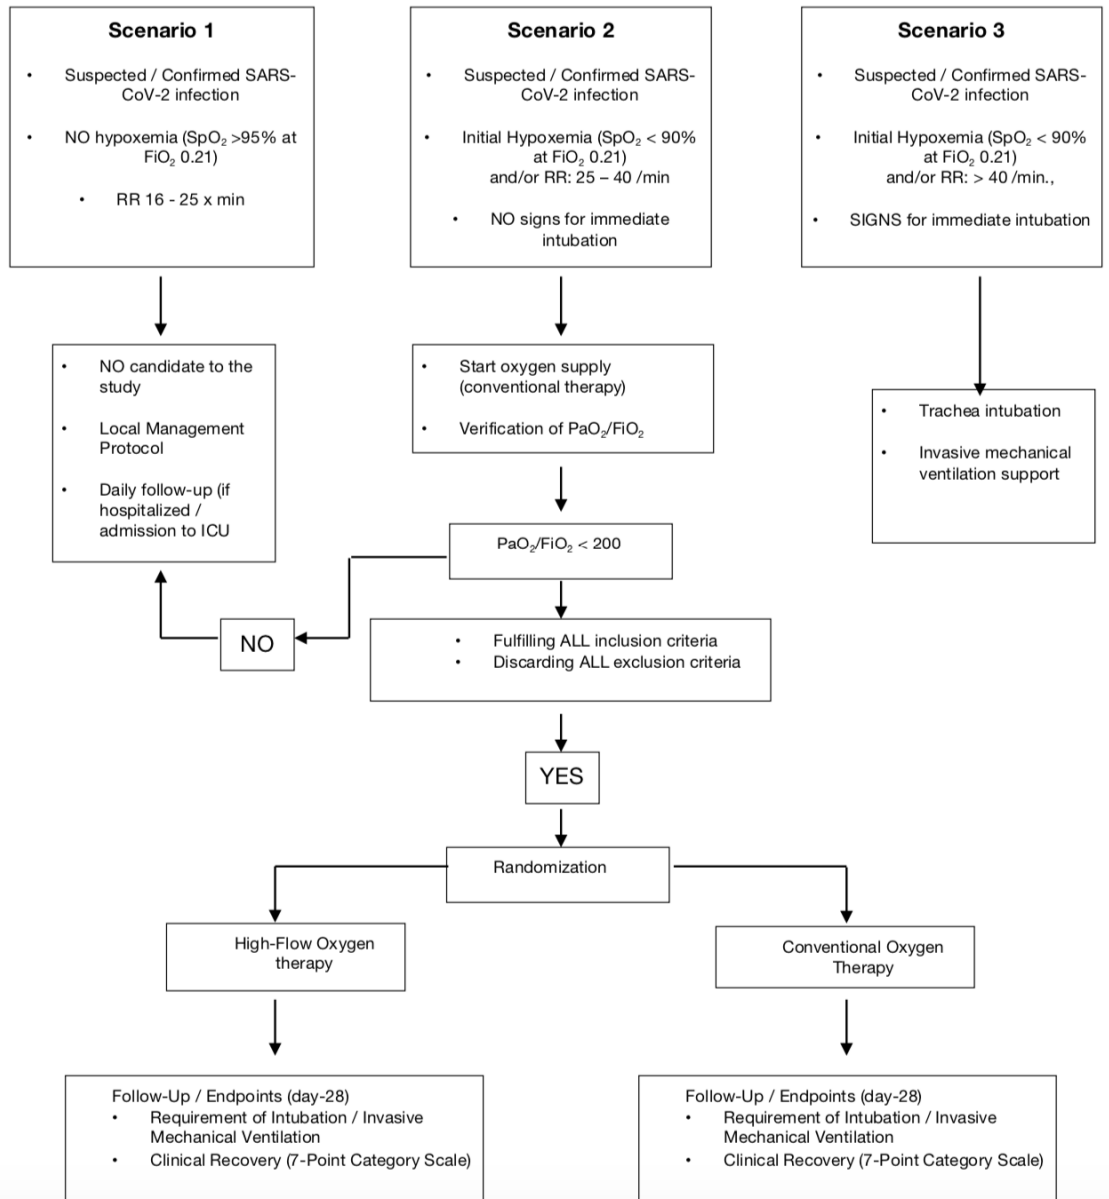 Scenario 1
• Suspected / Confirmed SARS-
CoV-2 infection
• NO hypoxemia (SpO₂ >95% at
FiO₂ 0.21)
• RR 16 - 25 x min
Scenario 2
• Suspected / Confirmed SARS-
CoV-2 infection
• Initial Hypoxemia (SpO₂ < 90%
at FiO₂ 0.21)
and/or RR: 25 – 40 /min
• NO signs for immediate
intubation
Scenario 3
• Suspected / Confirmed SARS-
CoV-2 infection
• Initial Hypoxemia (SpO₂ < 90%
at FiO₂ 0.21)
and/or RR: > 40 /min.,
• SIGNS for immediate intubation
• NO candidate to the
study
• Local Management
Protocol
• Daily follow-up (if
hospitalized /
admission to ICU
• Start oxygen supply
(conventional therapy)
• Verification of PaO₂/FiO₂
• Trachea intubation
• Invasive mechanical
ventilation support
PaO₂/FiO₂ < 200
NO
• Fulfilling ALL inclusion criteria
• Discarding ALL exclusion criteria
YES
Randomization
High-Flow Oxygen
therapy
Conventional Oxygen
Therapy
Follow-Up / Endpoints (day-28)
• Requirement of Intubation / Invasive
Mechanical Ventilation
• Clinical Recovery (7-Point Category Scale)
Follow-Up / Endpoints (day-28)
• Requirement of Intubation / Invasive
Mechanical Ventilation
• Clinical Recovery (7-Point Category Scale)